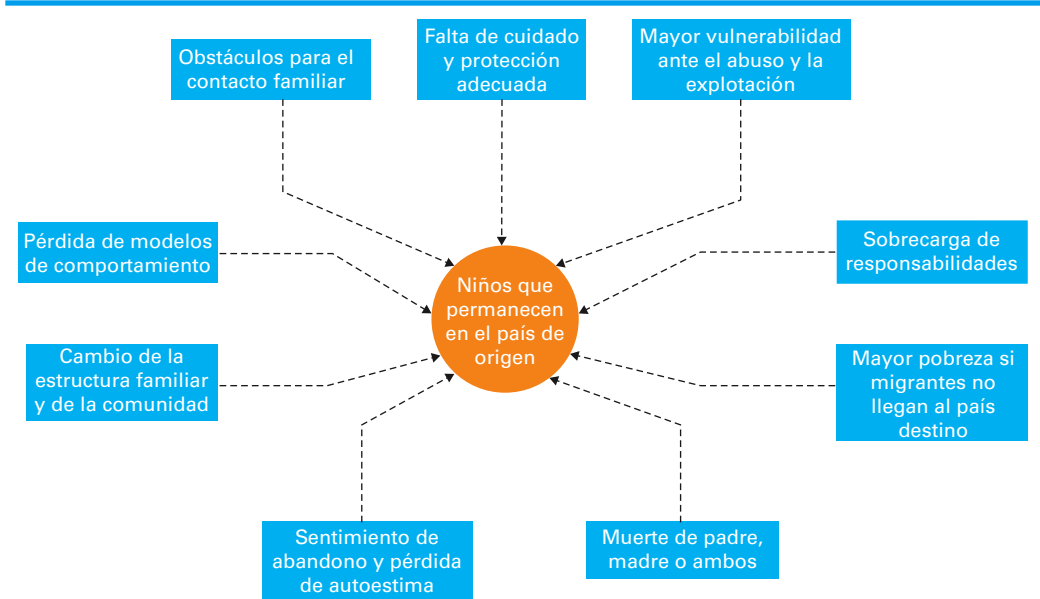 Obstáculos para el
contacto familiar
Falta de cuidado
y protección
adecuada
Mayor vulnerabilidad
ante el abuso y la
explotación
Pérdida de modelos
de comportamiento
Sobrecarga de
responsabilidades
Niños que
permanecen
en el país de
origen
Cambio de la
estructura familiar
y de la comunidad
Mayor pobreza si
migrantes no
llegan al país
destino
Sentimiento de
abandono y pérdida
de autoestima
Muerte de padre,
madre o ambos